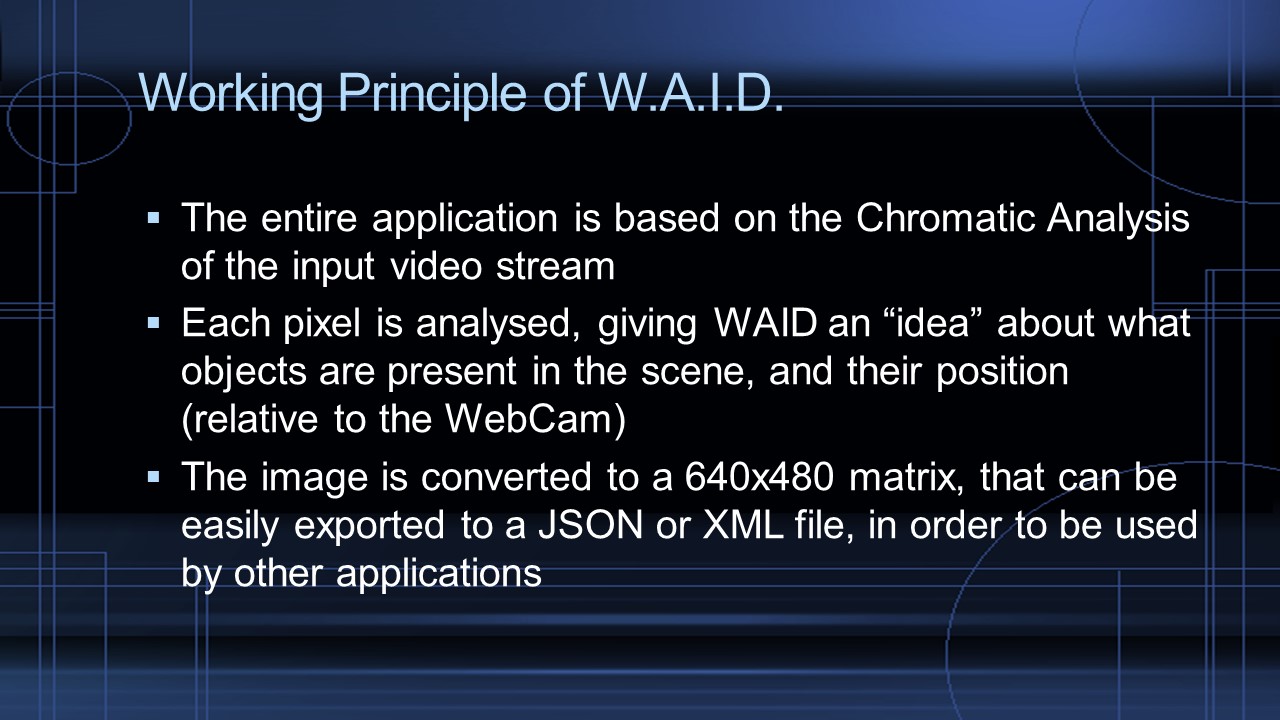 Working Principle of W.A.I.D.
▪ The entire application is based on the Chromatic Analysis
of the input video stream
▪ Each pixel is analysed, giving WAID an “idea” about what
objects are present in the scene, and their position
(relative to the WebCam)
▪ The image is converted to a 640x480 matrix, that can be
easily exported to a JSON or XML file, in order to be used
by other applications